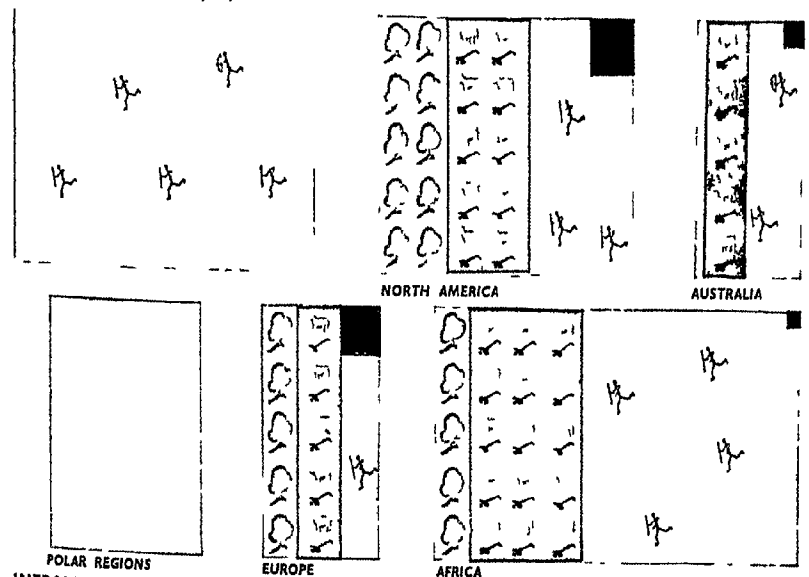 NORTH AMERICA
AUSTRALIA
POLAR REGIONS
EUROPE
AFRICA